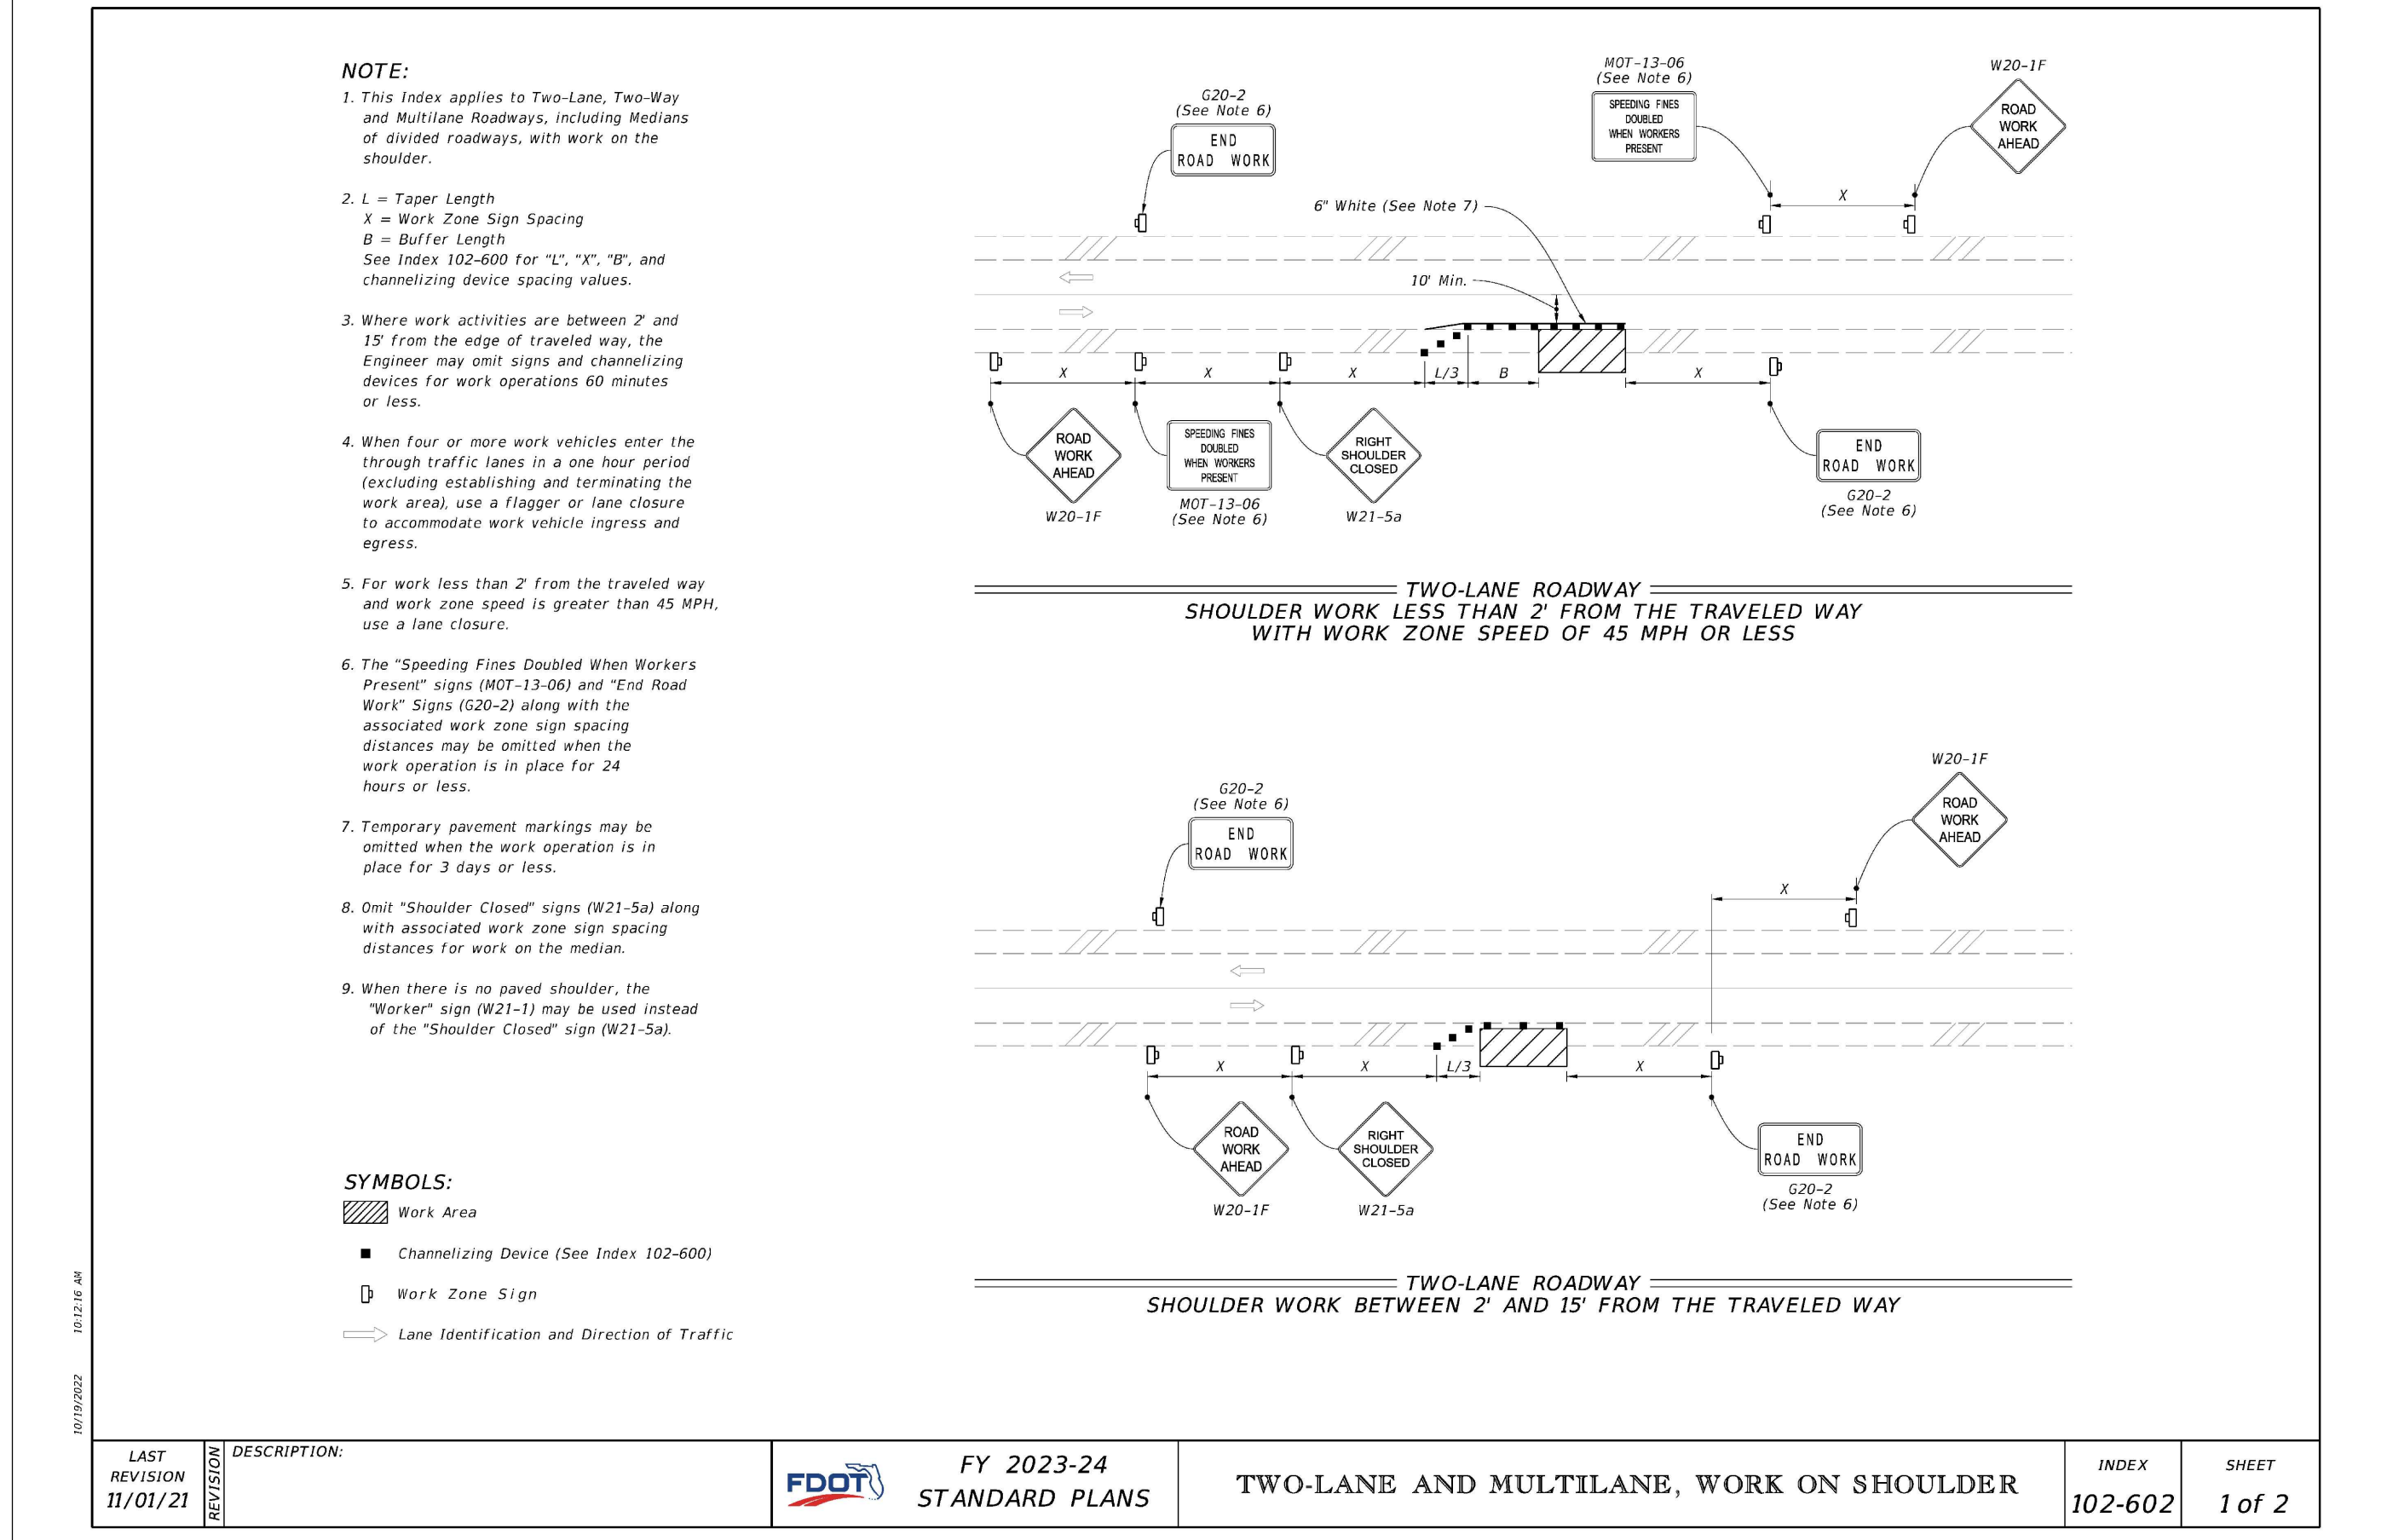 NOTE:
1. This Index applies to Two-Lane, Two-Way
and Multilane Roadways, including Medians
of divided roadways, with work on the
shoulder.
2. L = Taper Length
X = Work Zone Sign Spacing
B = Buffer Length
See Index 102-600 for "L", "X", "B", and
channelizing device spacing values.
3. Where work activities are between 2' and
15' from the edge of traveled way, the
Engineer may omit signs and channelizing
devices for work operations 60 minutes
or less.
4. When four or more work vehicles enter the
through traffic lanes in a one hour period
(excluding establishing and terminating the
work area), use a flagger or lane closure
to accommodate work vehicle ingress and
egress.
5. For work less than 2' from the traveled way
and work zone speed is greater than 45 MPH,
use a lane closure.
6. The "Speeding Fines Doubled When Workers
Present" signs (MOT-13-06) and "End Road
Work" Signs (G20-2) along with the
associated work zone sign spacing
distances may be omitted when the
work operation is in place for 24
hours or less.
7. Temporary pavement markings may be
omitted when the work operation is in
place for 3 days or less.
8. Omit "Shoulder Closed" signs (W21-5a) along
with associated work zone sign spacing
distances for work on the median.
9. When there is no paved shoulder, the
"Worker" sign (W21-1) may be used instead
of the "Shoulder Closed" sign (W21-5a).
SYMBOLS:
Work Area
Channelizing Device (See Index 102-600)
Work Zone Sign
Lane Identification and Direction of Traffic
G20-2
(See Note 6)
END
ROAD WORK
MOT-13-06
(See Note 6)
SPEEDING FINES
DOUBLED
WHEN WORKERS
PRESENT
W20-1F
ROAD
WORK
AHEAD
X
6" White (See Note 7)
10' Min.
X
X
X
L/3
B
X
ROAD
WORK
AHEAD
W20-1F
SPEEDING FINES
DOUBLED
WHEN WORKERS
PRESENT
MOT-13-06
(See Note 6)
RIGHT
SHOULDER
CLOSED
W21-5a
END
ROAD WORK
G20-2
(See Note 6)
TWO-LANE ROADWAY
SHOULDER WORK LESS THAN 2' FROM THE TRAVELED WAY
WITH WORK ZONE SPEED OF 45 MPH OR LESS
G20-2
(See Note 6)
END
ROAD WORK
W20-1F
ROAD
WORK
AHEAD
X
X
X
L/3
X
ROAD
WORK
AHEAD
W20-1F
RIGHT
SHOULDER
CLOSED
W21-5a
END
ROAD WORK
G20-2
(See Note 6)
TWO-LANE ROADWAY
SHOULDER WORK BETWEEN 2' AND 15' FROM THE TRAVELED WAY
10/19/2022 10:12:16 AM
LAST
REVISION
11/01/21
REVISION
DESCRIPTION:
FDOT
FY 2023-24
STANDARD PLANS
TWO-LANE AND MULTILANE, WORK ON SHOULDER
INDEX
102-602
SHEET
1 of 2